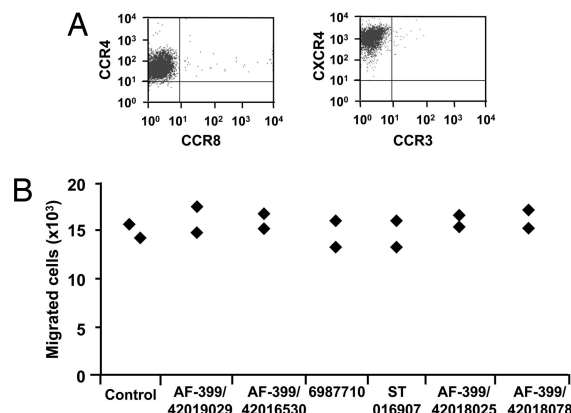 A
CCR4
10⁴
10³
10²
10¹
10⁰
10⁰ 10¹ 10² 10³ 10⁴
CCR8
CXCR4
10⁴
10³
10²
10¹
10⁰
10⁰ 10¹ 10² 10³ 10⁴
CCR3
B
Migrated cells (x10³)
20
15
10
5
0
Control
AF-399/
42019029
AF-399/
42016530
6987710
ST
016907
AF-399/
42018025
AF-399/
42018078